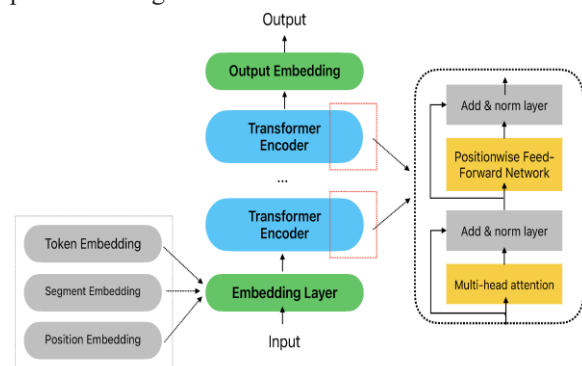 Output
Output Embedding
Transformer
Encoder
...
Transformer
Encoder
Embedding Layer
Input
Token Embedding
Segment Embedding
Position Embedding
Add & norm layer
Positionwise Feed-
Forward Network
Add & norm layer
Multi-head attention